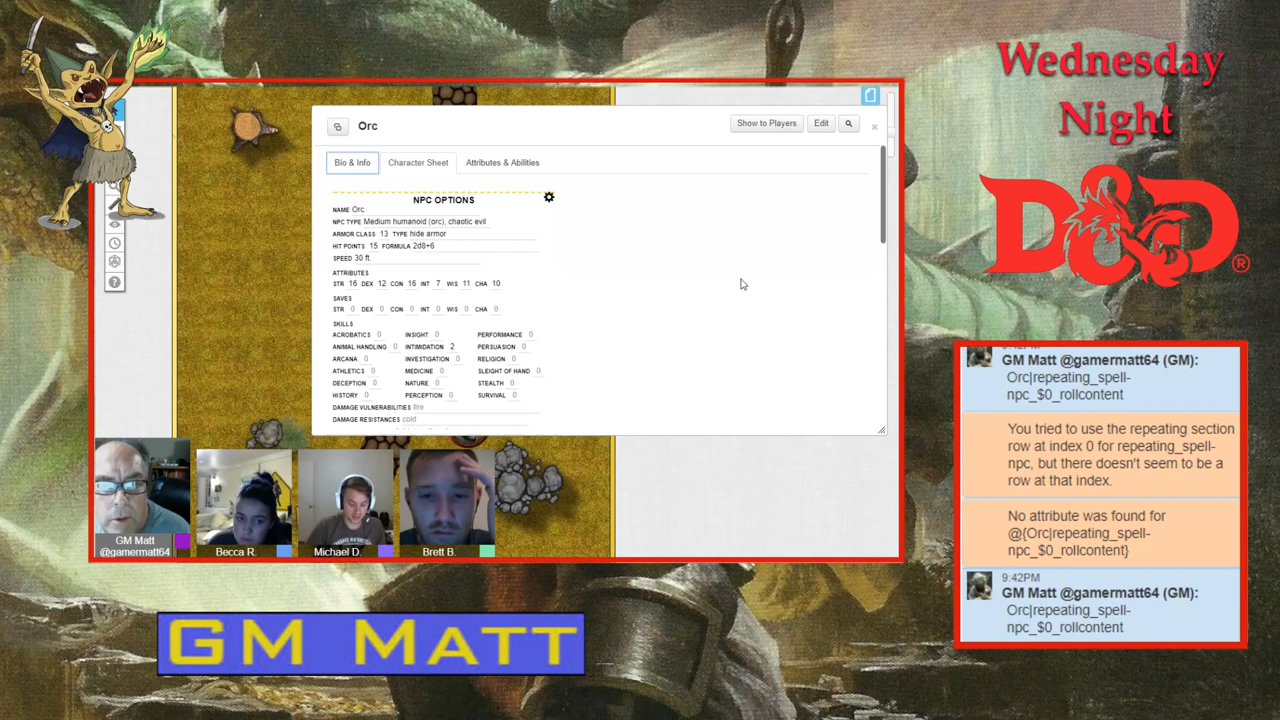 Wednesday
Night
D&D®
Orc
Show to Players
Edit
Bio & Info
Character Sheet
Attributes & Abilities
NPC OPTIONS
NAME Orc
NPC TYPE Medium humanoid (orc), chaotic evil
ARMOR CLASS 13 TYPE hide armor
HIT POINTS 15 FORMULA 2d8+6
SPEED 30 ft.
ATTRIBUTES
STR 16 DEX 12 CON 16 INT 7 WIS 11 CHA 10
SAVES
STR 0 DEX 0 CON 0 INT 0 WIS 0 CHA 0
SKILLS
ACROBATICS 0 INSIGHT 0 PERFORMANCE 0
ANIMAL HANDLING 0 INTIMIDATION 2 PERSUASION 0
ARCANA 0 INVESTIGATION 0 RELIGION 0
ATHLETICS 0 MEDICINE 0 SLEIGHT OF HAND 0
DECEPTION 0 NATURE 0 STEALTH 0
HISTORY 0 PERCEPTION 0 SURVIVAL 0
DAMAGE VULNERABILITIES fire
DAMAGE RESISTANCES cold
GM Matt
@gamermatt64
Becca R.
Michael D.
Brett B.
GM MATT
GM Matt @gamermatt64 (GM):
Orc|repeating_spell-
npc_$0_rollcontent
You tried to use the repeating section
row at index 0 for repeating_spell-
npc, but there doesn't seem to be a
row at that index.
No attribute was found for
@{Orc|repeating_spell-
npc_$0_rollcontent}
9:42PM
GM Matt @gamermatt64 (GM):
Orc|repeating_spell-
npc_$0_rollcontent